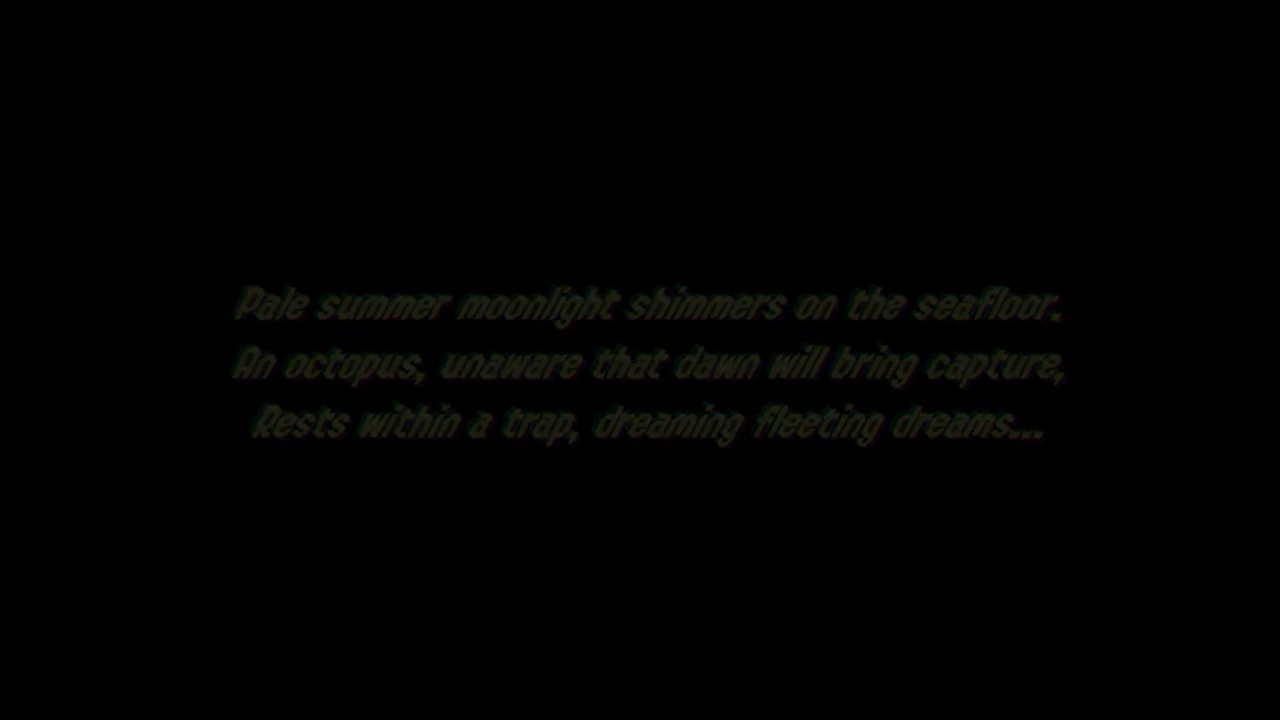 Pale summer moonlight shimmers on the seafloor.
An octopus, unaware that dawn will bring capture,
Rests within a trap, dreaming fleeting dreams...